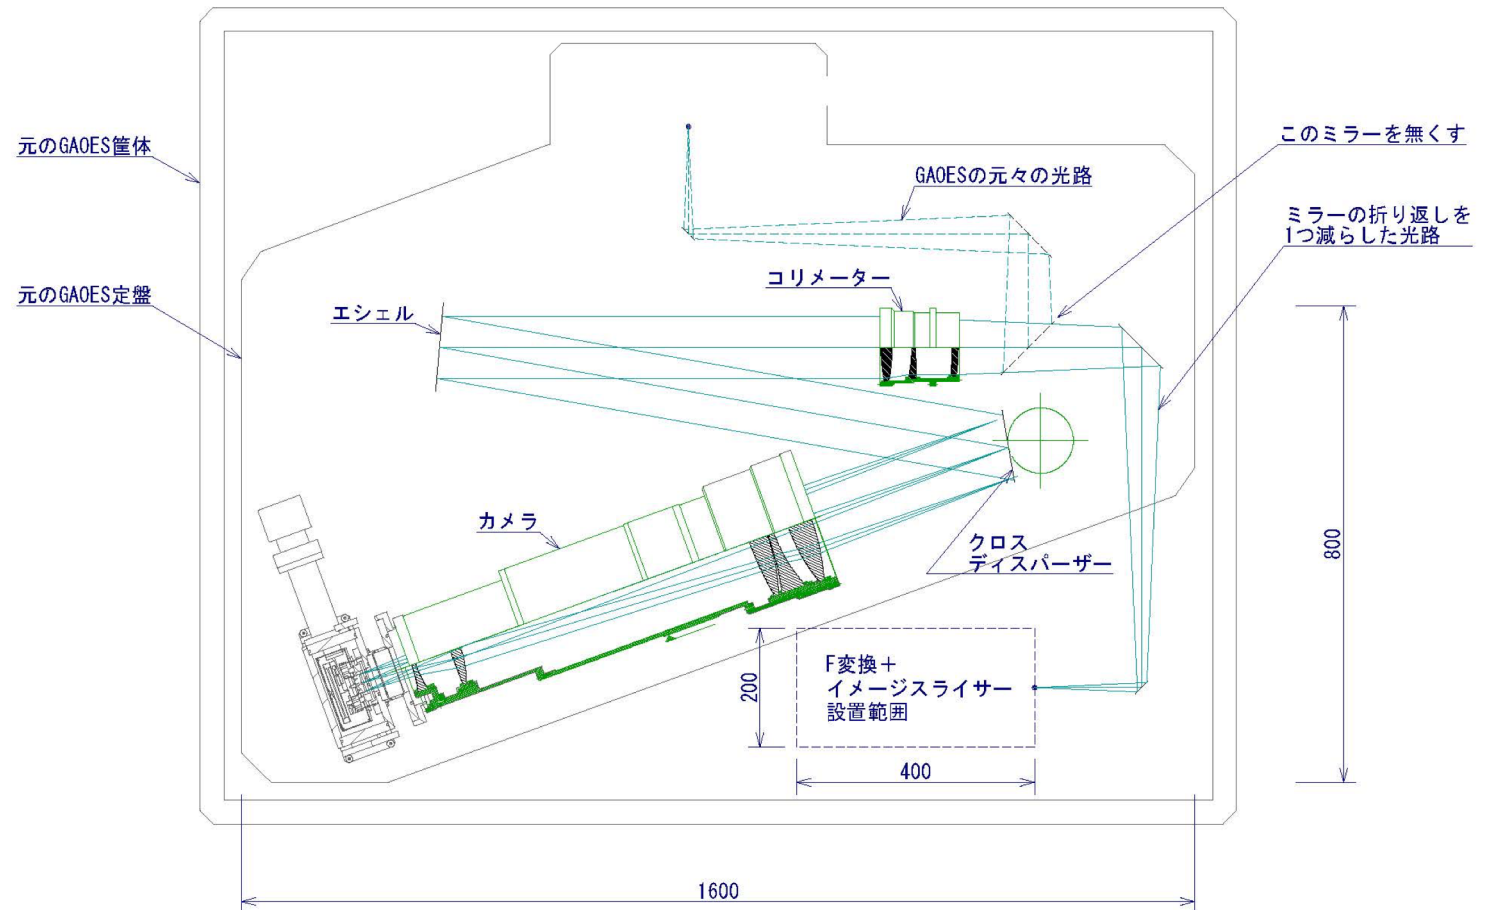 元のGAOES筐体
このミラーを無くす
GAOESの元々の光路
ミラーの折り返しを
1つ減らした光路
コリメーター
元のGAOES定盤
エシェル
カメラ
クロス
ディスパーザー
800
F変換＋
イメージスライサー
設置範囲
200
400
1600